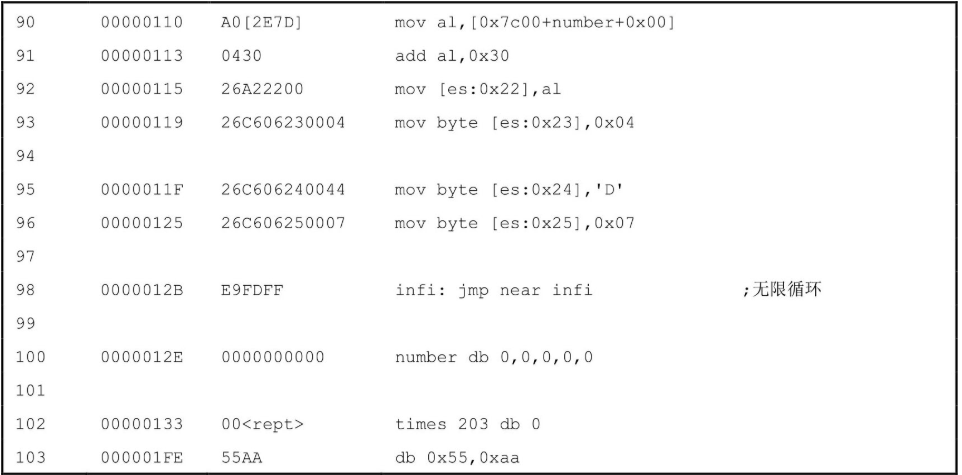 90 00000110 A0[2E7D] mov al,[0x7c00+number+0x00]
91 00000113 0430 add al,0x30
92 00000115 26A22200 mov [es:0x22],al
93 00000119 26C606230004 mov byte [es:0x23],0x04
94
95 0000011F 26C606240044 mov byte [es:0x24],'D'
96 00000125 26C606250007 mov byte [es:0x25],0x07
97
98 0000012B E9FDFF infi: jmp near infi ;无限循环
99
100 0000012E 0000000000 number db 0,0,0,0,0
101
102 00000133 00<rept> times 203 db 0
103 000001FE 55AA db 0x55,0xaa